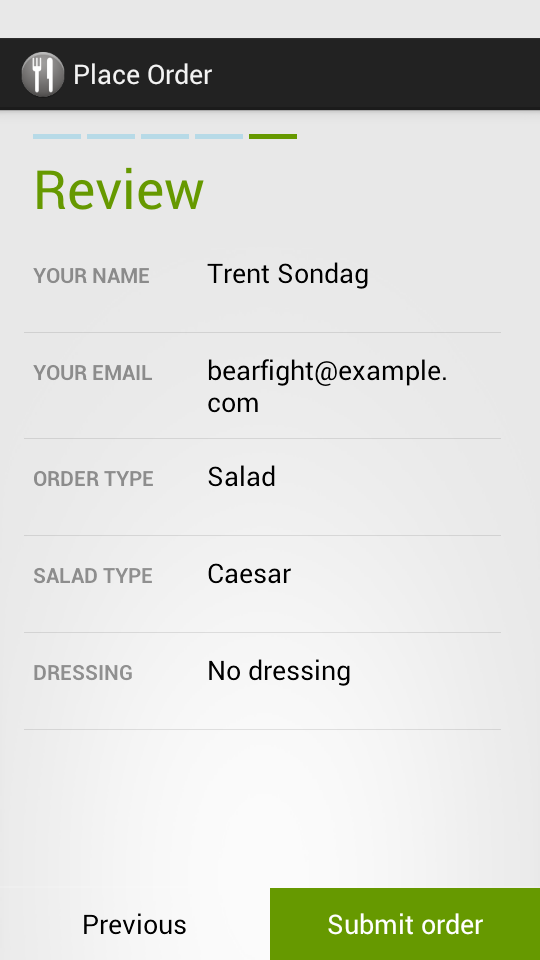 Place Order
Review
YOUR NAME Trent Sondag
YOUR EMAIL bearfight@example.
com
ORDER TYPE Salad
SALAD TYPE Caesar
DRESSING No dressing
Previous Submit order